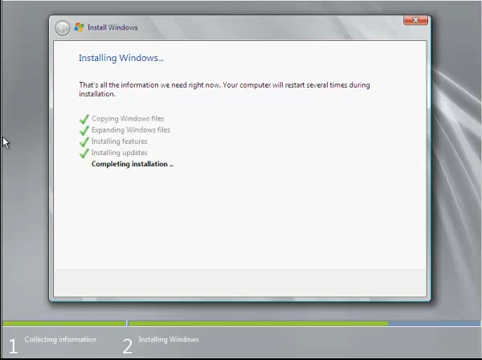 Install Windows
Installing Windows...
That's all the information we need right now. Your computer will restart several times during
installation.
Copying Windows files
Expanding Windows files
Installing features
Installing updates
Completing installation ..
1 Collecting information
2 Installing Windows